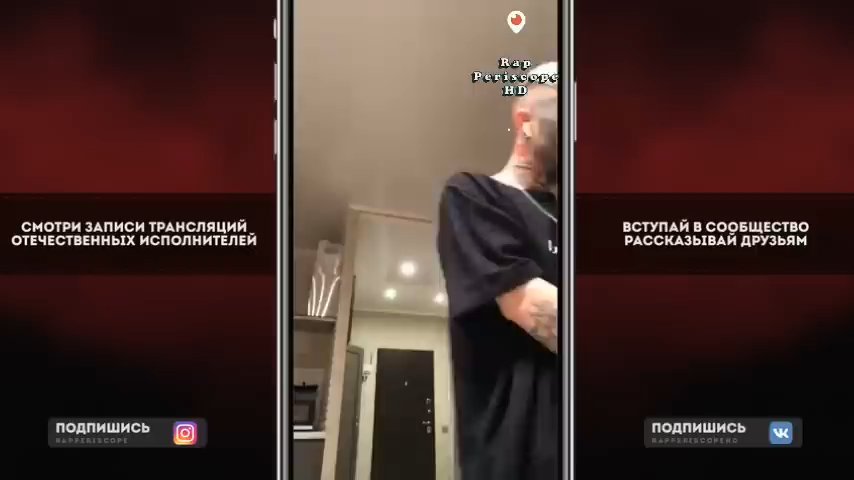 Rap
Periscope
HD
СМОТРИ ЗАПИСИ ТРАНСЛЯЦИЙ
ОТЕЧЕСТВЕННЫХ ИСПОЛНИТЕЛЕЙ
ВСТУПАЙ В СООБЩЕСТВО
РАССКАЗЫВАЙ ДРУЗЬЯМ
ПОДПИШИСЬ
RAPPERISCOPE
ПОДПИШИСЬ
RAPPERISCOPEHD